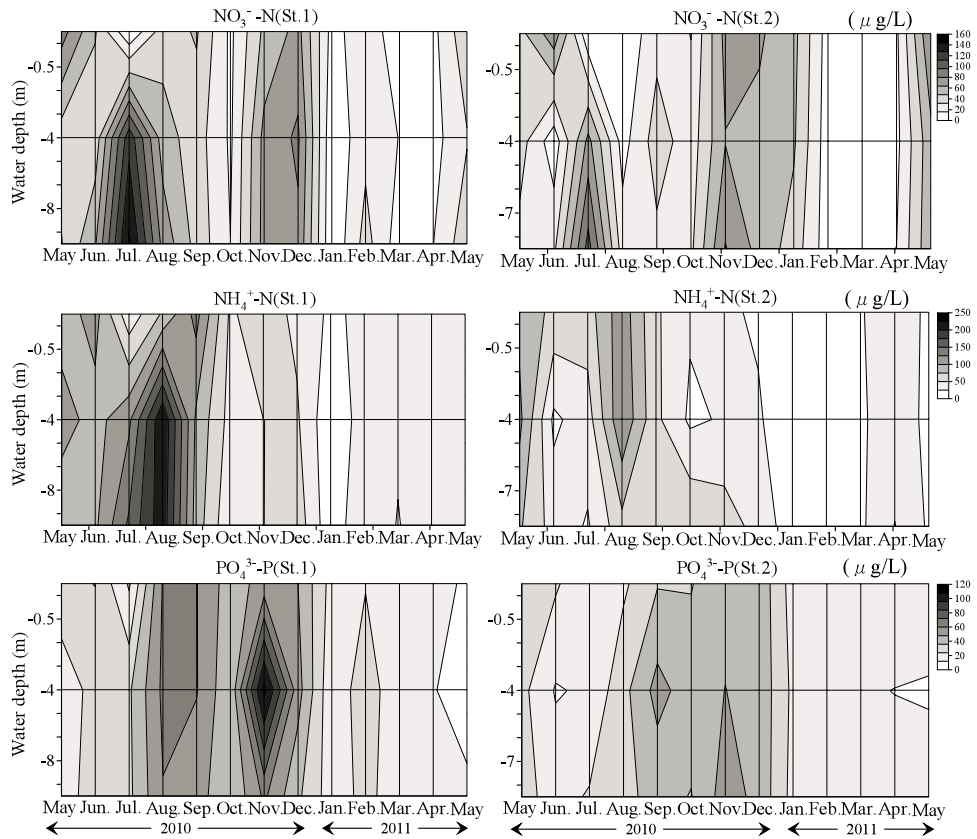 NO₃⁻-N(St.1)
NO₃⁻-N(St.2)
(μg/L)
Water depth (m)
-0.5
-4
-8
-0.5
-4
-7
160
140
120
100
80
60
40
20
0
May Jun. Jul. Aug. Sep. Oct. Nov. Dec. Jan. Feb. Mar. Apr. May
May Jun. Jul. Aug. Sep. Oct. Nov. Dec. Jan. Feb. Mar. Apr. May
NH₄⁺-N(St.1)
NH₄⁺-N(St.2)
(μg/L)
Water depth (m)
-0.5
-4
-8
-0.5
-4
-7
250
200
150
100
50
0
May Jun. Jul. Aug. Sep. Oct. Nov. Dec. Jan. Feb. Mar. Apr. May
May Jun. Jul. Aug. Sep. Oct. Nov. Dec. Jan. Feb. Mar. Apr. May
PO₄³⁻-P(St.1)
PO₄³⁻-P(St.2)
(μg/L)
Water depth (m)
-0.5
-4
-8
-0.5
-4
-7
120
100
80
60
40
20
0
May Jun. Jul. Aug. Sep. Oct. Nov. Dec. Jan. Feb. Mar. Apr. May
May Jun. Jul. Aug. Sep. Oct. Nov. Dec. Jan. Feb. Mar. Apr. May
2010
2011
2010
2011